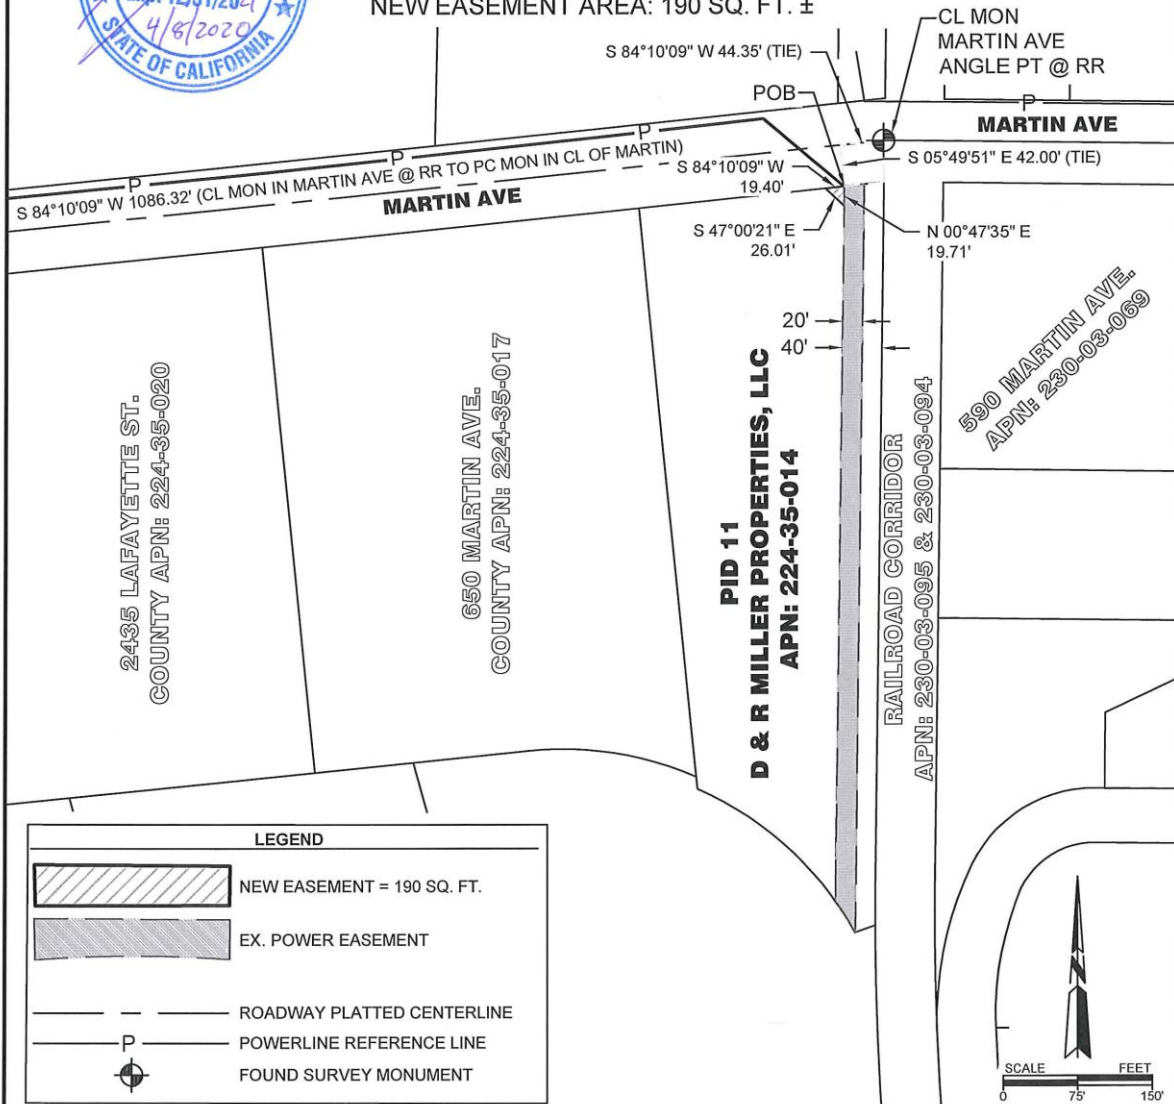 NEW EASEMENT AREA: 190 SQ. FT. ±
4/8/2020
STATE OF CALIFORNIA
S 84°10'09" W 44.35' (TIE)
CL MON
MARTIN AVE
ANGLE PT @ RR
POB
P
MARTIN AVE
P
P
P
S 84°10'09" W 1086.32' (CL MON IN MARTIN AVE @ RR TO PC MON IN CL OF MARTIN)
MARTIN AVE
S 05°49'51" E 42.00' (TIE)
S 84°10'09" W
19.40'
S 47°00'21" E
26.01'
N 00°47'35" E
19.71'
20'
40'
2435 LAFAYETTE ST.
COUNTY APN: 224-35-020
650 MARTIN AVE.
COUNTY APN: 224-35-017
PID 11
D & R MILLER PROPERTIES, LLC
APN: 224-35-014
RAILROAD CORRIDOR
APN: 230-03-095 & 230-03-094
590 MARTIN AVE.
APN: 230-03-069
LEGEND
NEW EASEMENT = 190 SQ. FT.
EX. POWER EASEMENT
ROADWAY PLATTED CENTERLINE
P
POWERLINE REFERENCE LINE
FOUND SURVEY MONUMENT
N
SCALE FEET
0 75' 150'